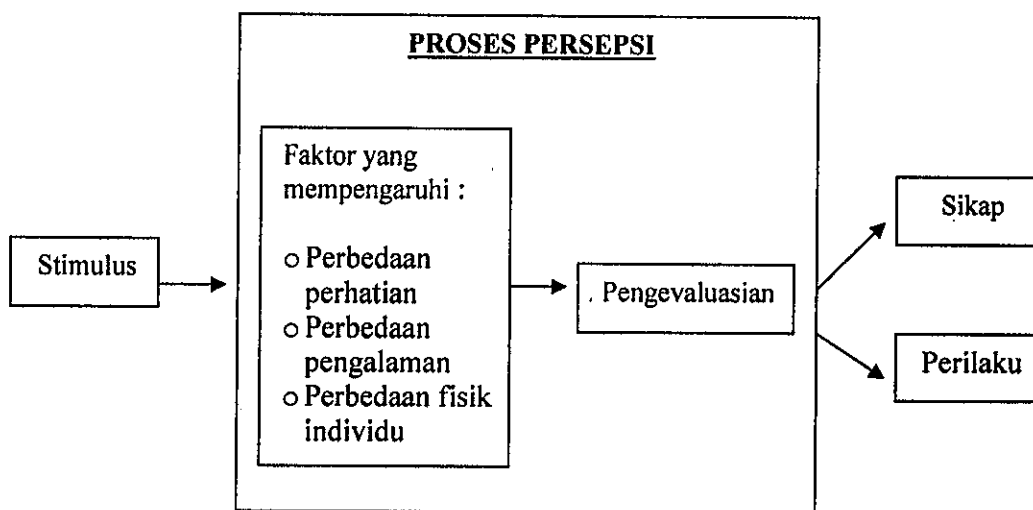 PROSES PERSEPSI
Stimulus
Faktor yang
mempengaruhi :
o Perbedaan
perhatian
o Perbedaan
pengalaman
o Perbedaan fisik
individu
Pengevaluasian
Sikap
Perilaku